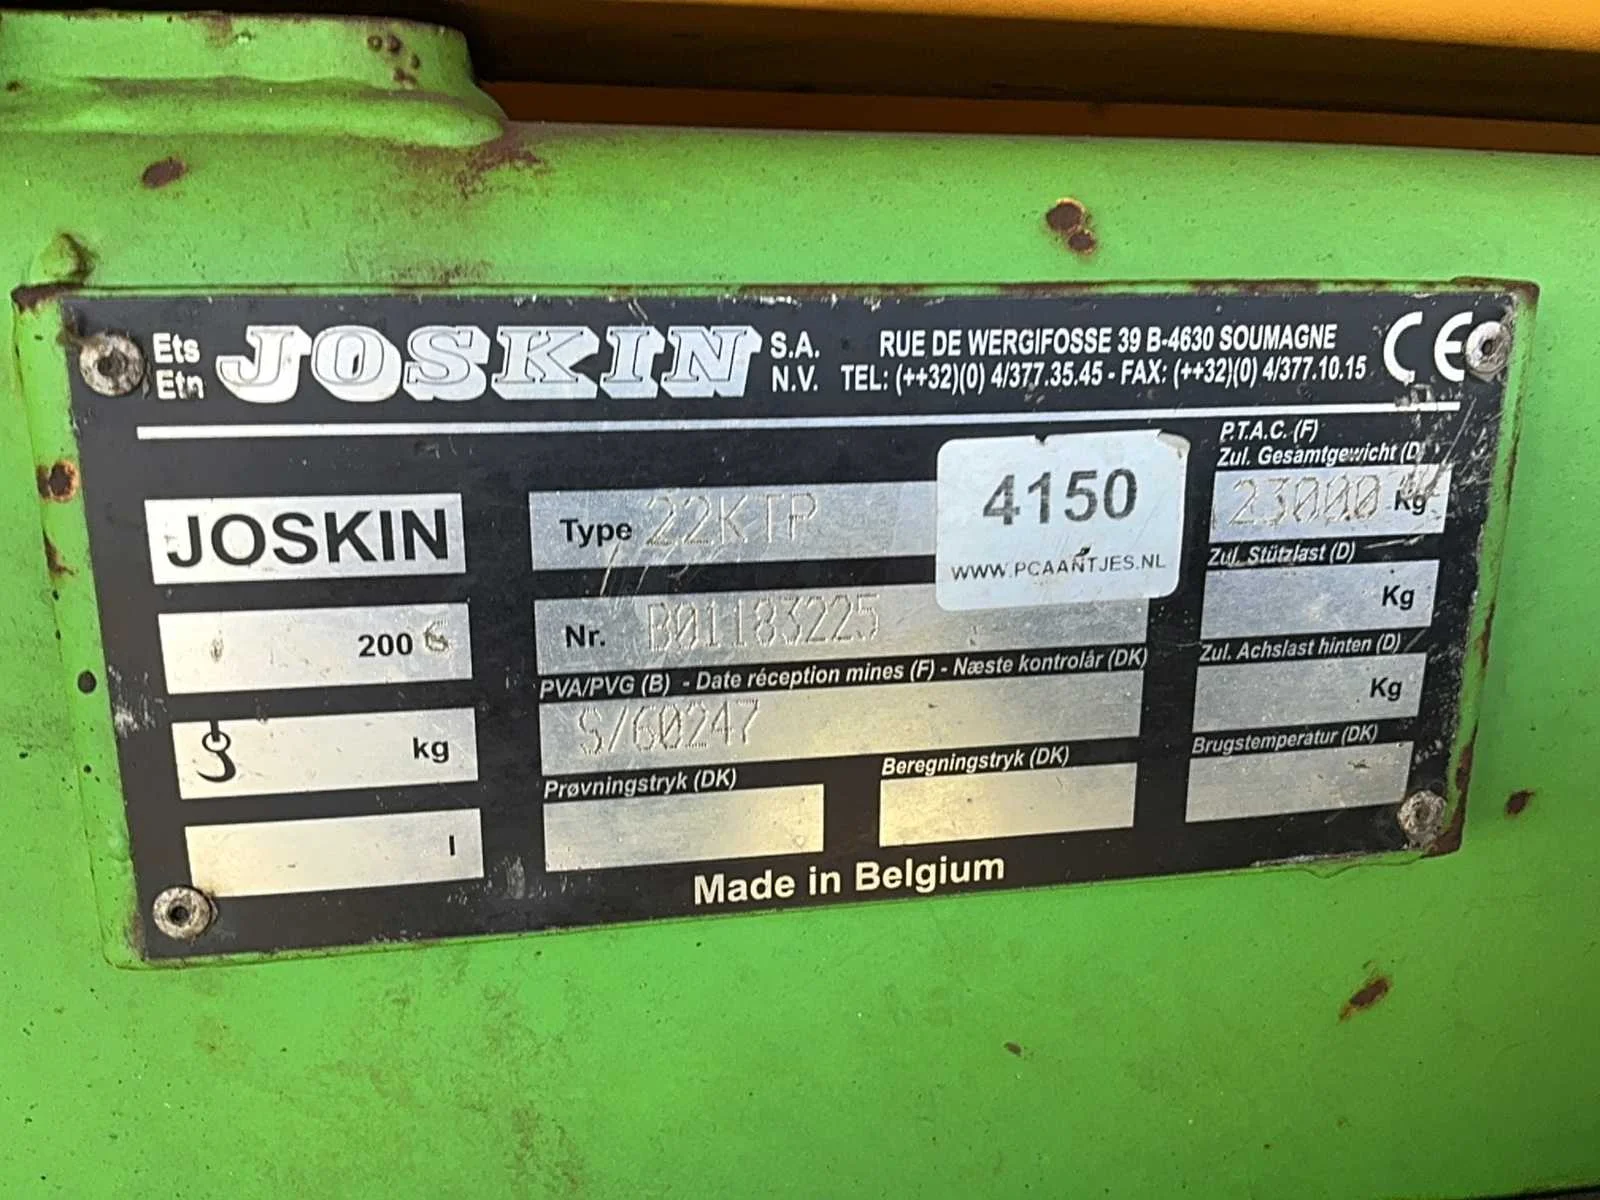 Ets JOSKIN S.A.
Etn N.V.
RUE DE WERGIFOSSE 39 B-4630 SOUMAGNE
TEL: (++32)(0) 4/377.35.45 - FAX: (++32)(0) 4/377.10.15
CE
JOSKIN
2006
kg
l
Type 22KTP
4150
WWW.PCAANTJES.NL
Nr. B01183225
PVA/PVG (B) - Date réception mines (F) - Næste kontrolår (DK)
S/60247
Prøvningstryk (DK)
Beregningstryk (DK)
P.T.A.C. (F)
Zul. Gesamtgewicht (D)
Kg
Zul. Stützlast (D)
Kg
Zul. Achslast hinten (D)
Kg
Brugstemperatur (DK)
Made in Belgium